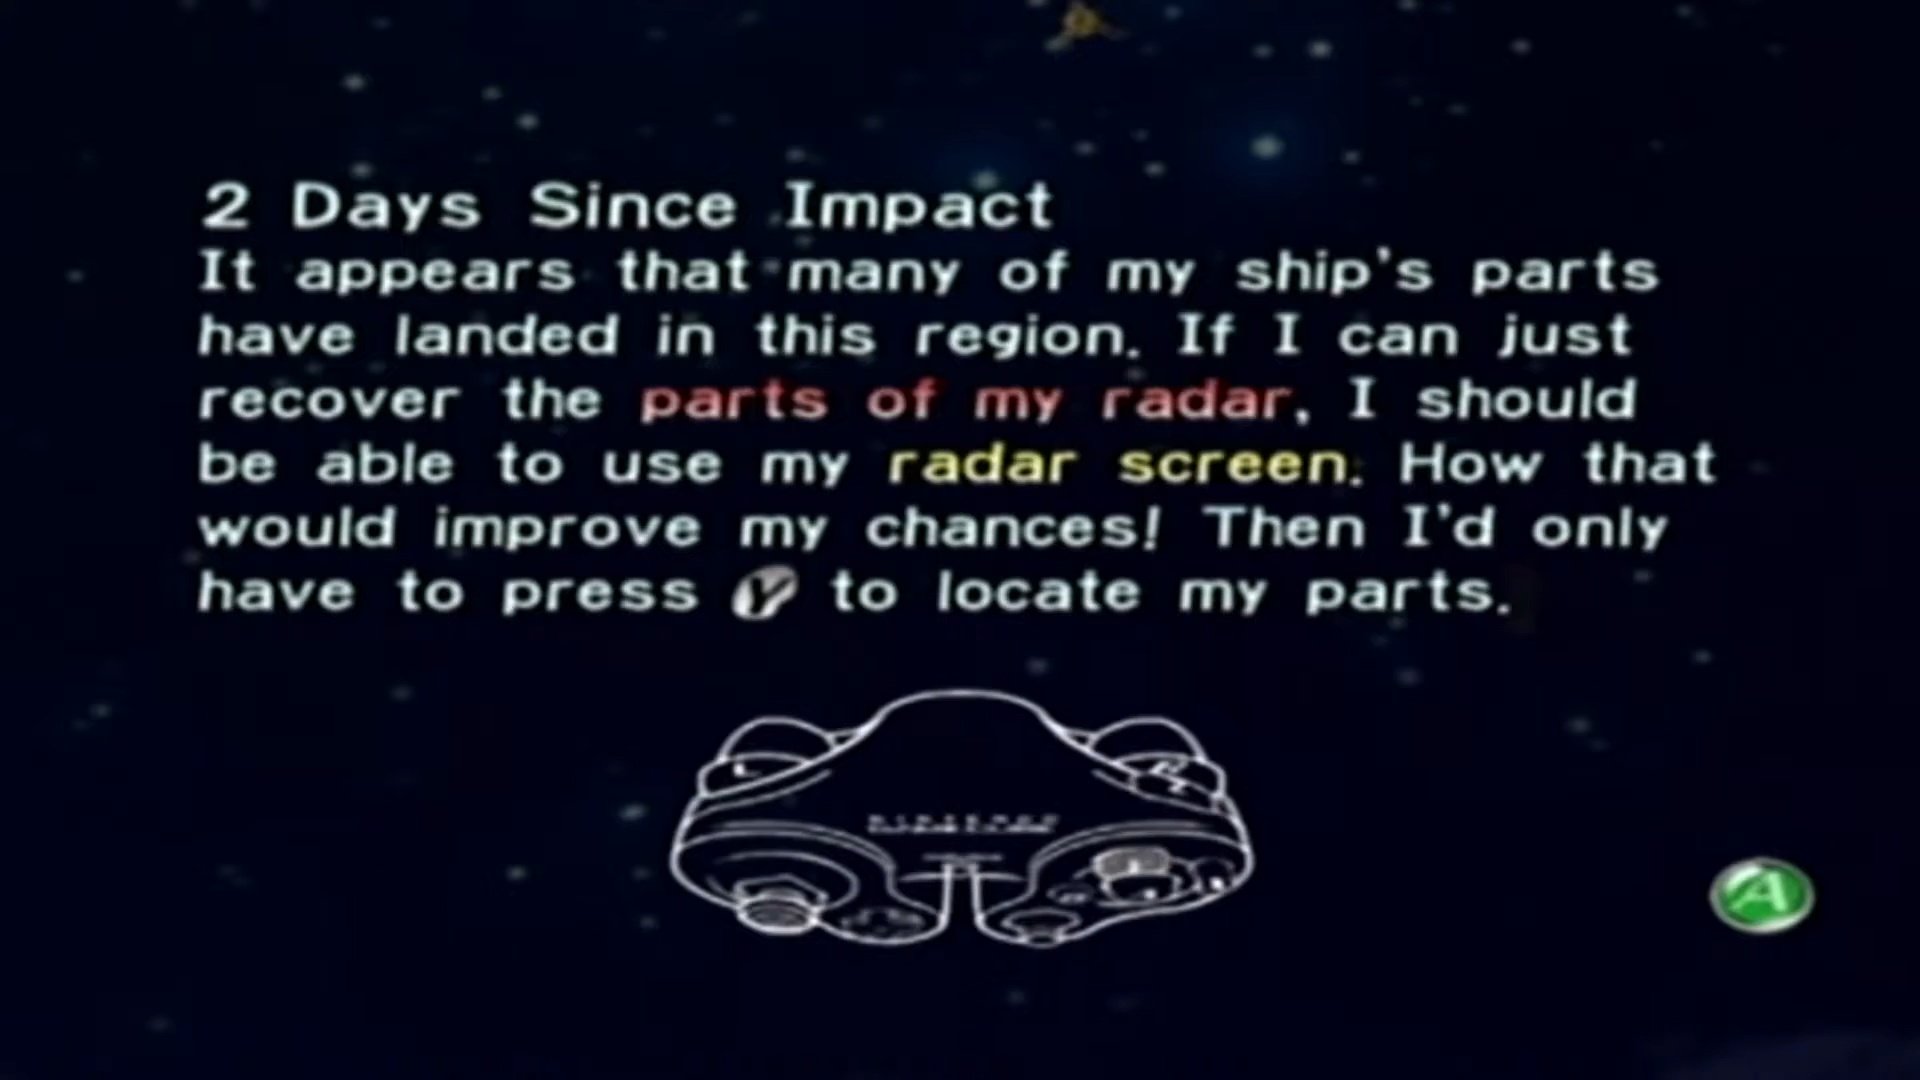 2 Days Since Impact
It appears that many of my ship's parts
have landed in this region. If I can just
recover the parts of my radar, I should
be able to use my radar screen. How that
would improve my chances! Then I'd only
have to press Y to locate my parts.
L
R
Z
A